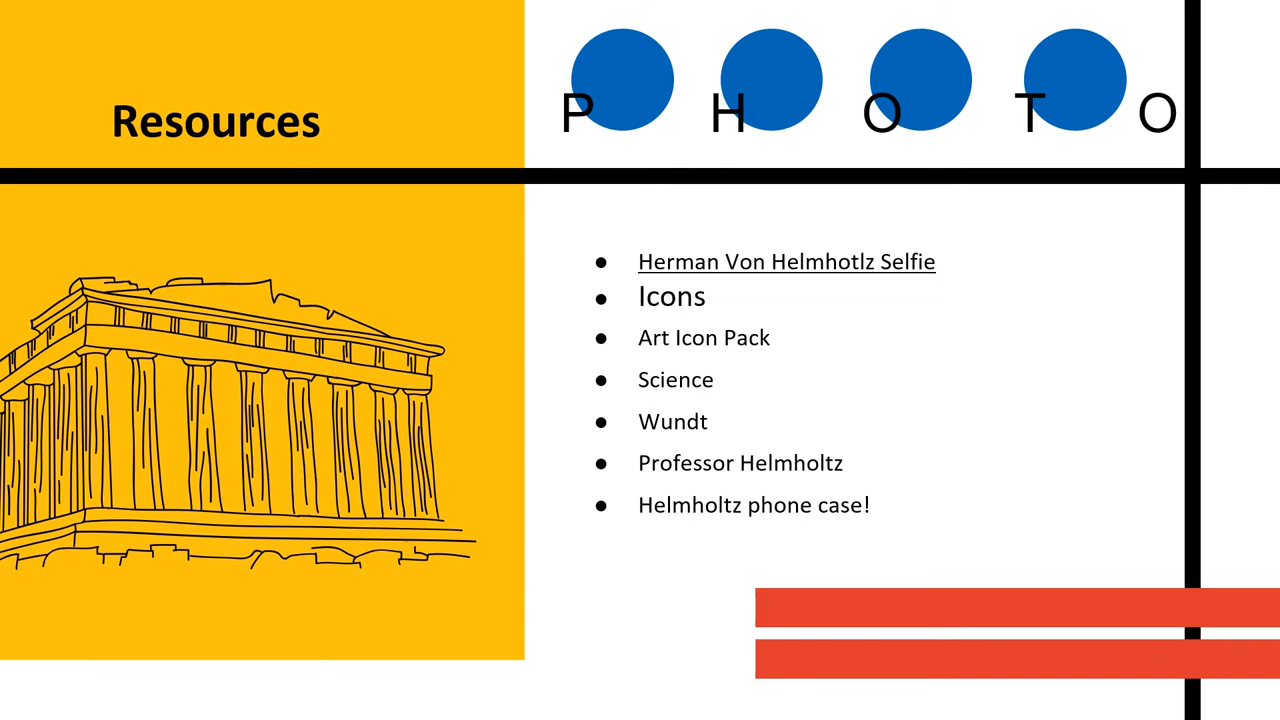 Resources
P H O T O
● Herman Von Helmhotlz Selfie
● Icons
● Art Icon Pack
● Science
● Wundt
● Professor Helmholtz
● Helmholtz phone case!